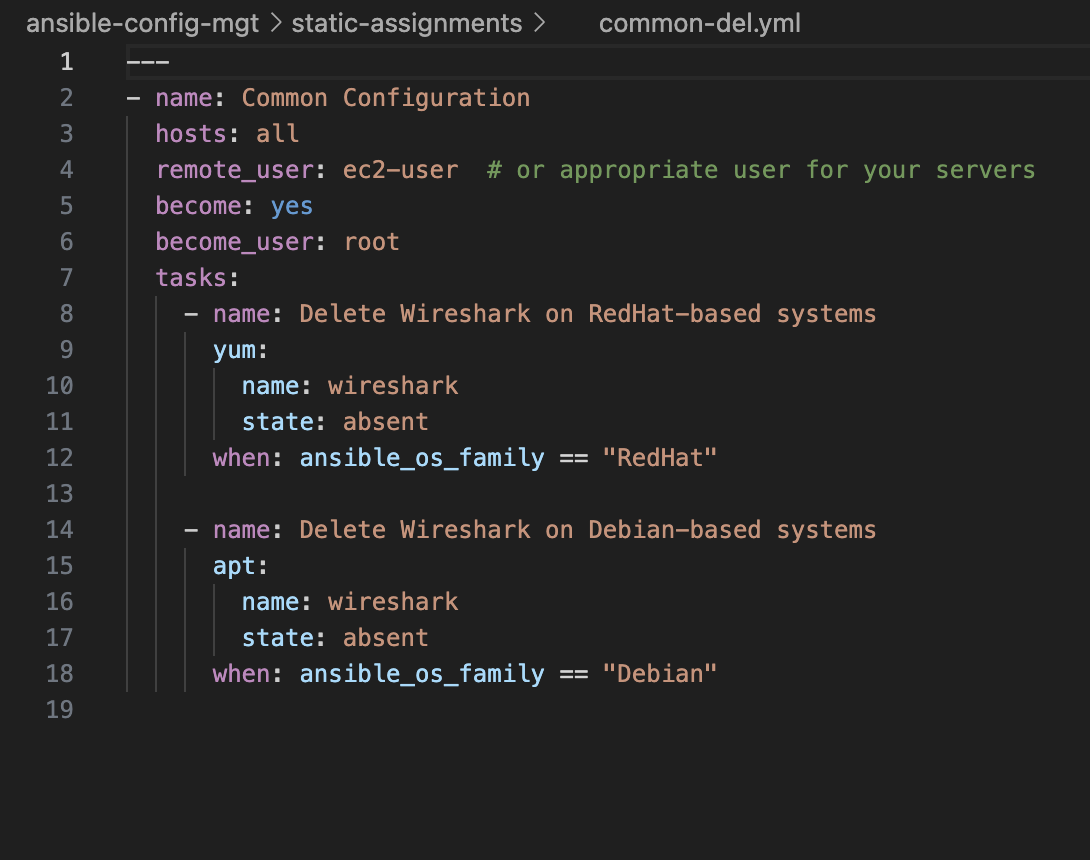 ansible-config-mgt > static-assignments > common-del.yml
1 ---
2 - name: Common Configuration
3   hosts: all
4   remote_user: ec2-user  # or appropriate user for your servers
5   become: yes
6   become_user: root
7   tasks:
8     - name: Delete Wireshark on RedHat-based systems
9       yum:
10         name: wireshark
11         state: absent
12       when: ansible_os_family == "RedHat"
13
14     - name: Delete Wireshark on Debian-based systems
15       apt:
16         name: wireshark
17         state: absent
18       when: ansible_os_family == "Debian"
19